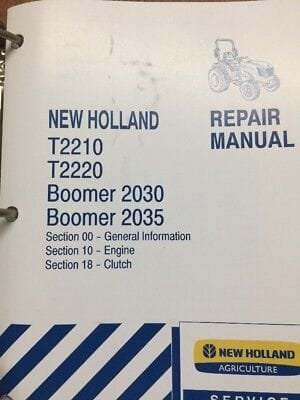 NEW HOLLAND
T2210
T2220
Boomer 2030
Boomer 2035
Section 00 - General Information
Section 10 - Engine
Section 18 - Clutch
REPAIR
MANUAL
NEW HOLLAND
AGRICULTURE
SERVICE